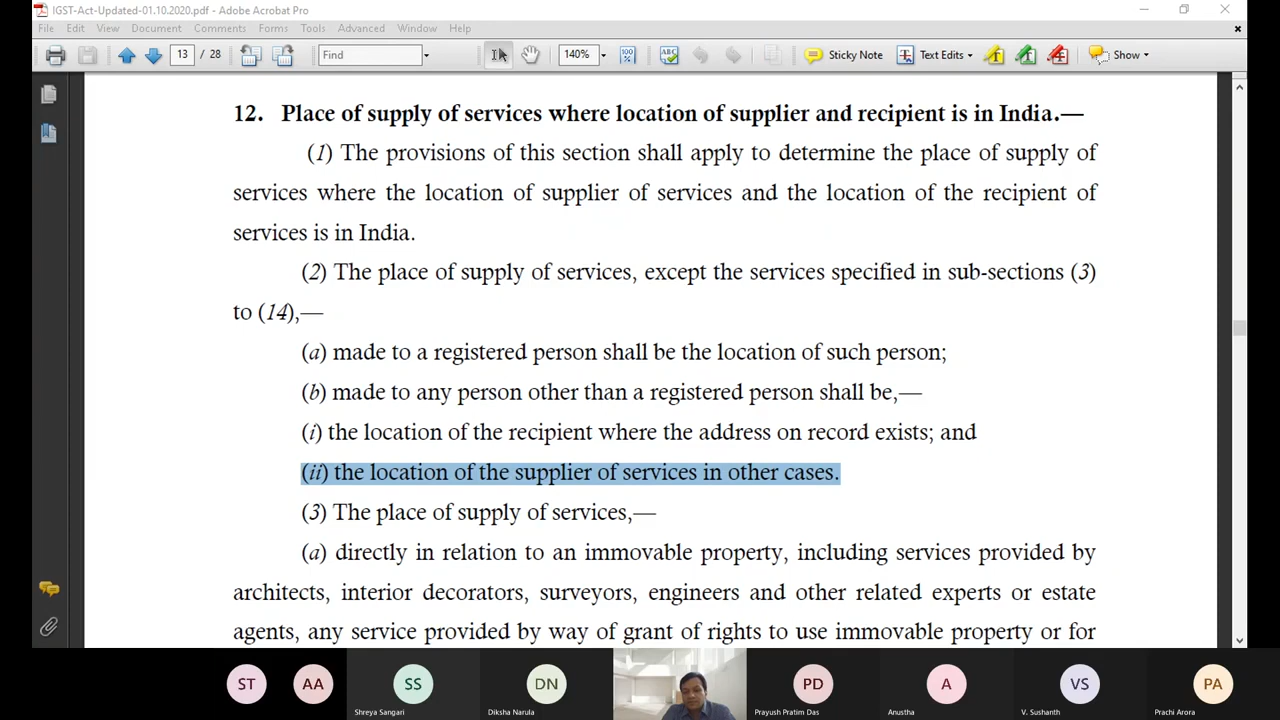 IGST-Act-Updated-01.10.2020.pdf - Adobe Acrobat Pro
File Edit View Document Comments Forms Tools Advanced Window Help
13 / 28 Find 140% Sticky Note Text Edits Show
12. Place of supply of services where location of supplier and recipient is in India.—
(1) The provisions of this section shall apply to determine the place of supply of
services where the location of supplier of services and the location of the recipient of
services is in India.
(2) The place of supply of services, except the services specified in sub-sections (3)
to (14),—
(a) made to a registered person shall be the location of such person;
(b) made to any person other than a registered person shall be,—
(i) the location of the recipient where the address on record exists; and
(ii) the location of the supplier of services in other cases.
(3) The place of supply of services,—
(a) directly in relation to an immovable property, including services provided by
architects, interior decorators, surveyors, engineers and other related experts or estate
agents, any service provided by way of grant of rights to use immovable property or for
ST AA SS DN PD A VS PA
Shreya Sangari Diksha Narula Prayush Pratim Das Anustha V. Sushanth Prachi Arora